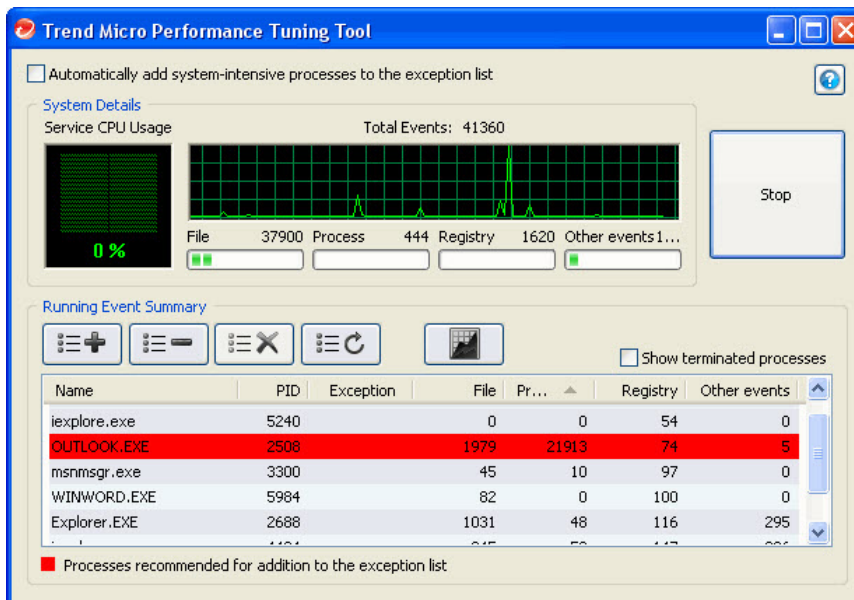 Trend Micro Performance Tuning Tool
Automatically add system-intensive processes to the exception list
System Details
Service CPU Usage
Total Events: 41360
0 %
File 37900 Process 444 Registry 1620 Other events 1...
Stop
Running Event Summary
Show terminated processes
Name PID Exception File Pr... Registry Other events
iexplore.exe 5240 0 0 54 0
OUTLOOK.EXE 2508 1979 21913 74 5
msnmsgr.exe 3300 45 10 97 0
WINWORD.EXE 5984 82 0 100 0
Explorer.EXE 2688 1031 48 116 295
Processes recommended for addition to the exception list